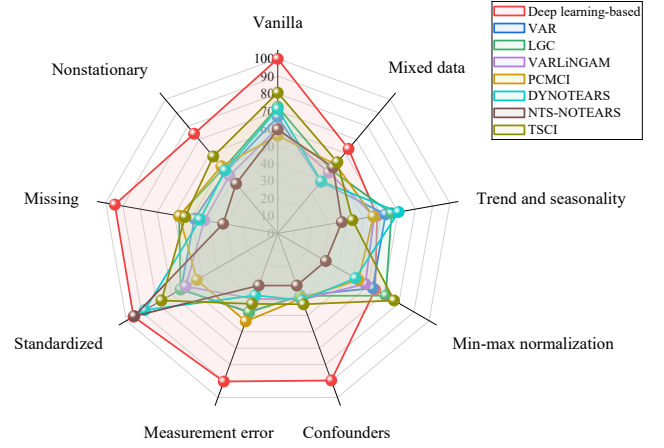 Vanilla
Deep learning-based
VAR
LGC
VARLiNGAM
PCMCI
DYNOTEARS
NTS-NOTEARS
TSCI
Nonstationary
Mixed data
100
90
80
70
60
50
40
30
20
10
0
Missing
Trend and seasonality
Standardized
Min-max normalization
Measurement error
Confounders